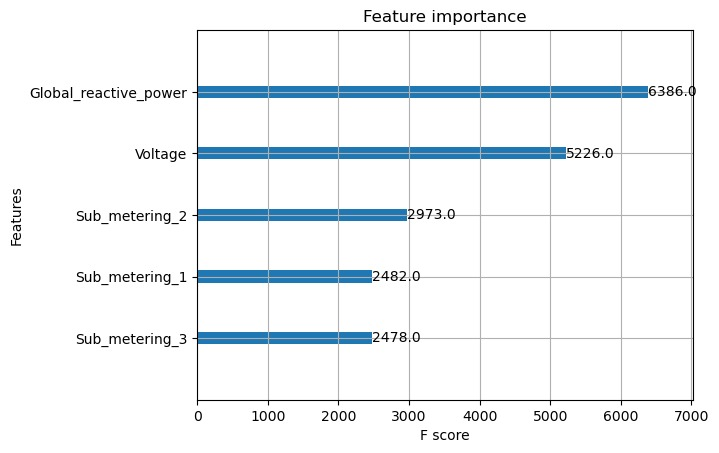 Feature importance
Features
Global_reactive_power 6386.0
Voltage 5226.0
Sub_metering_2 2973.0
Sub_metering_1 2482.0
Sub_metering_3 2478.0
0 1000 2000 3000 4000 5000 6000 7000
F score